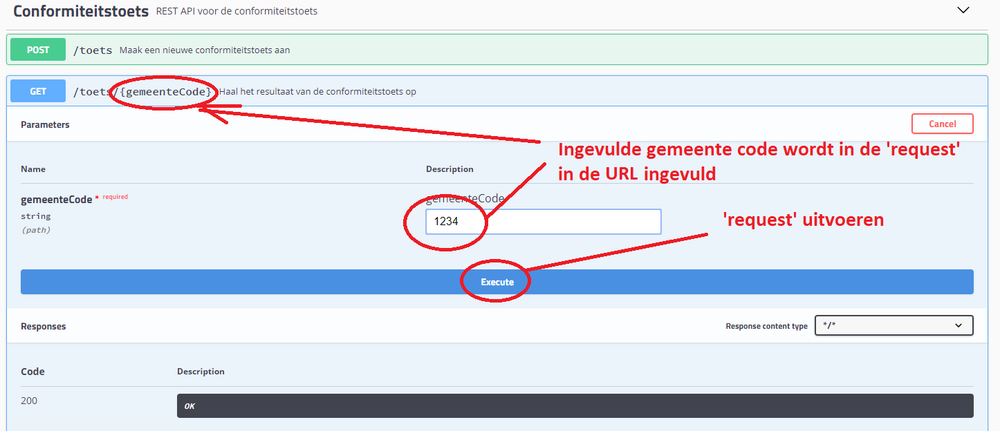 Conformiteitstoets REST API voor de conformiteitstoets
POST /toets Maak een nieuwe conformiteitstoets aan
GET /toets/{gemeenteCode} Haal het resultaat van de conformiteitstoets op
Parameters
Cancel
Ingevulde gemeente code wordt in de 'request'
in de URL ingevuld
Name Description
gemeenteCode * required
string
(path)
gemeenteCode
1234
'request' uitvoeren
Execute
Responses Response content type */*
Code Description
200 OK